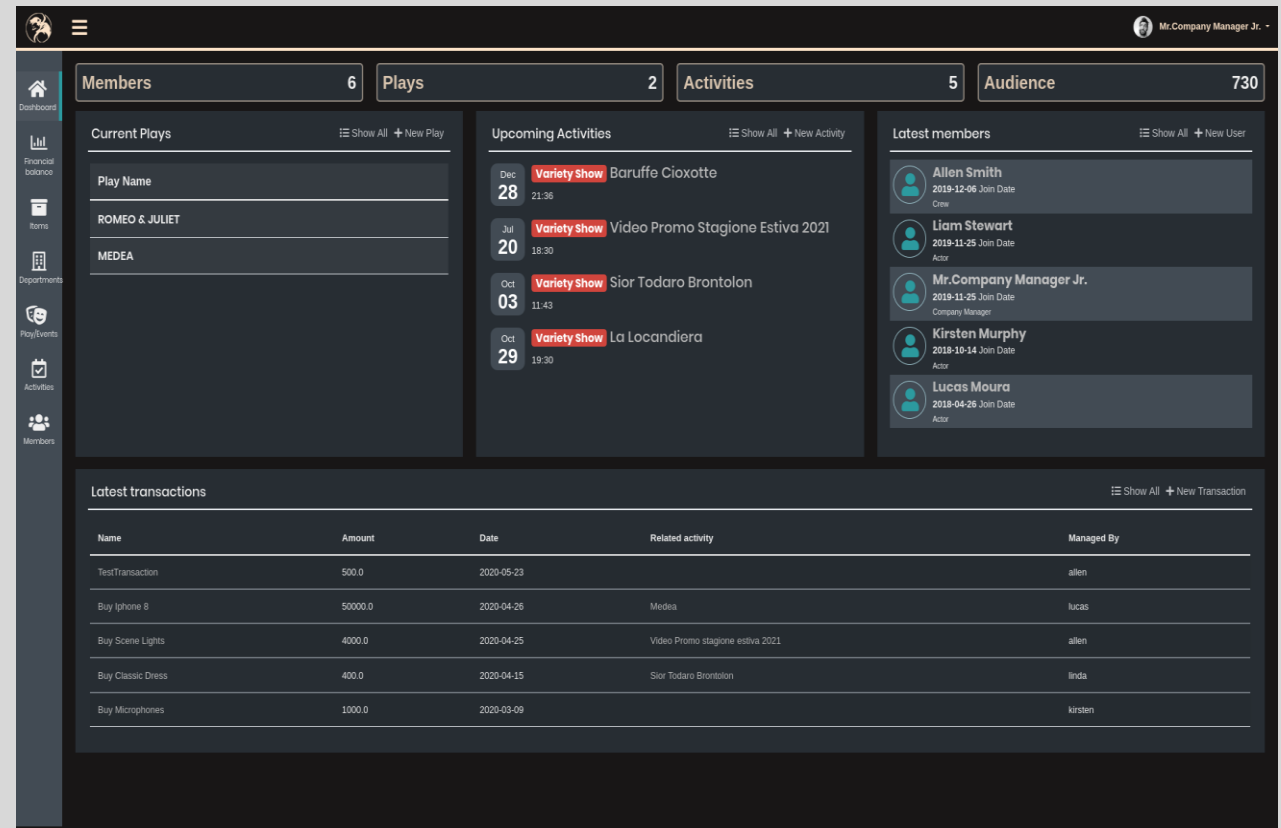 Mr.Company Manager Jr.
Dashboard
Financial
balance
Items
Departments
Play/Events
Activities
Members
Members 6
Plays 2
Activities 5
Audience 730
Current Plays Show All New Play
Play Name
ROMEO & JULIET
MEDEA
Upcoming Activities Show All New Activity
Dec
28
Variety Show Baruffe Cioxotte
21:36
Jul
20
Variety Show Video Promo Stagione Estiva 2021
18:30
Oct
03
Variety Show Sior Todaro Brontolon
11:43
Oct
29
Variety Show La Locandiera
19:30
Latest members Show All New User
Allen Smith
2019-12-06 Join Date
Crew
Liam Stewart
2019-11-25 Join Date
Actor
Mr.Company Manager Jr.
2019-11-25 Join Date
Company Manager
Kirsten Murphy
2018-10-14 Join Date
Actor
Lucas Moura
2018-04-26 Join Date
Actor
Latest transactions Show All New Transaction
Name Amount Date Related activity Managed By
TestTransaction 500.0 2020-05-23 allen
Buy Iphone 8 50000.0 2020-04-26 Medea lucas
Buy Scene Lights 4000.0 2020-04-25 Video Promo stagione estiva 2021 allen
Buy Classic Dress 400.0 2020-04-15 Sior Todaro Brontolon linda
Buy Microphones 1000.0 2020-03-09 kirsten